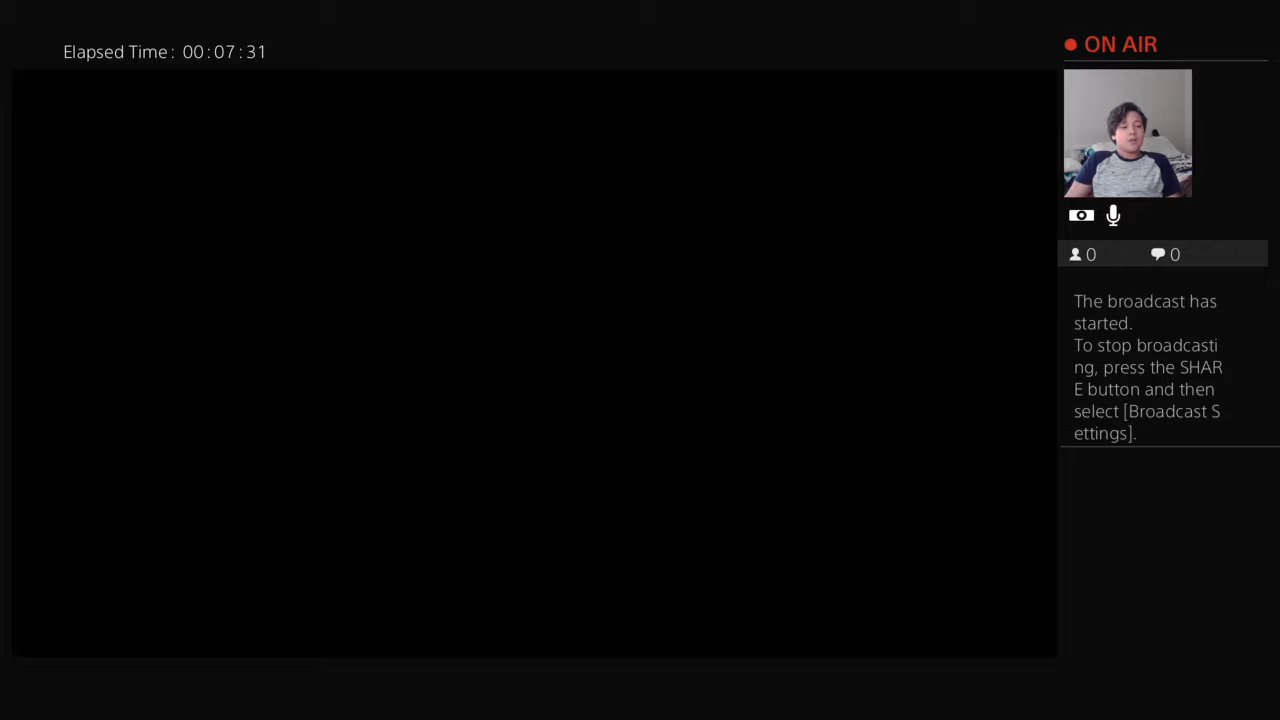 Elapsed Time: 00:07:31
ON AIR
0 0
The broadcast has
started.
To stop broadcasti
ng, press the SHAR
E button and then
select [Broadcast S
ettings].